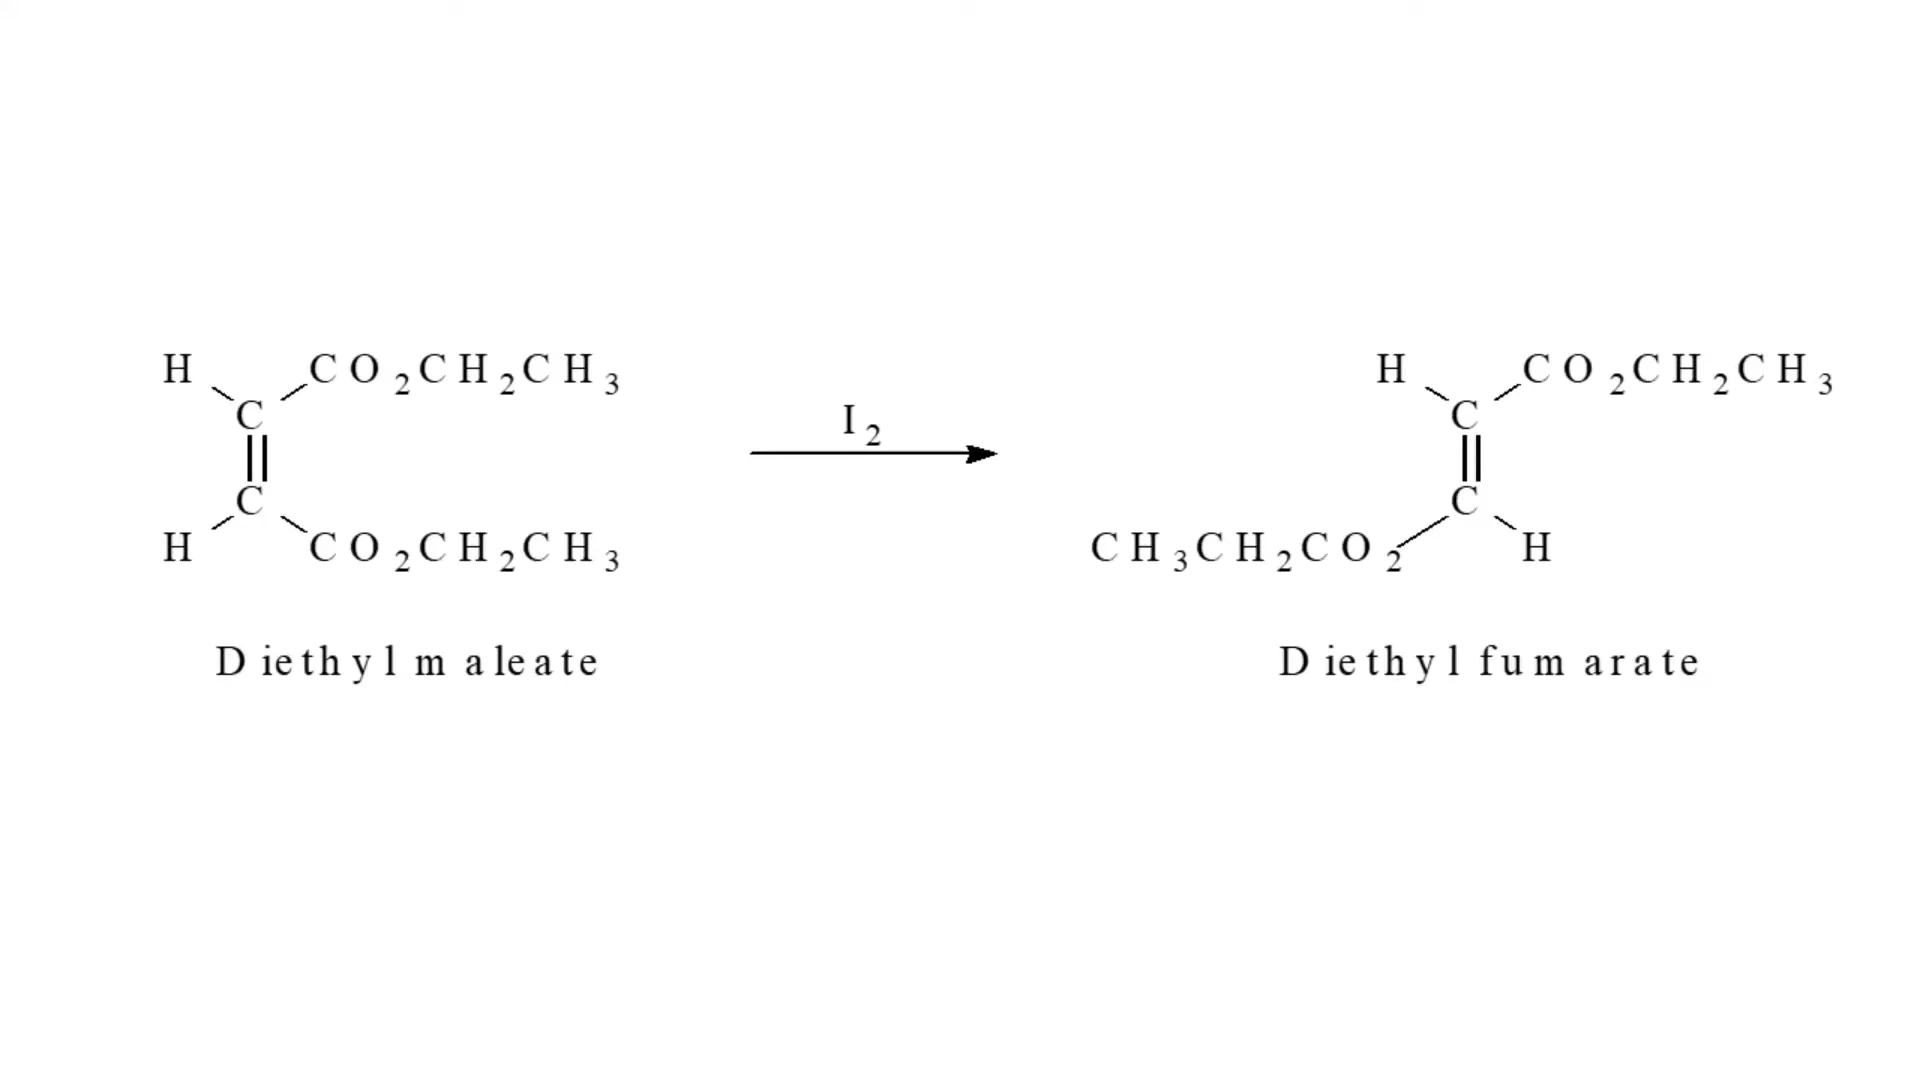 H CO2CH2CH3 H CO2CH2CH3
C C
I2
C C
H CO2CH2CH3 CH3CH2CO2 H
Diethyl maleate Diethyl fumarate